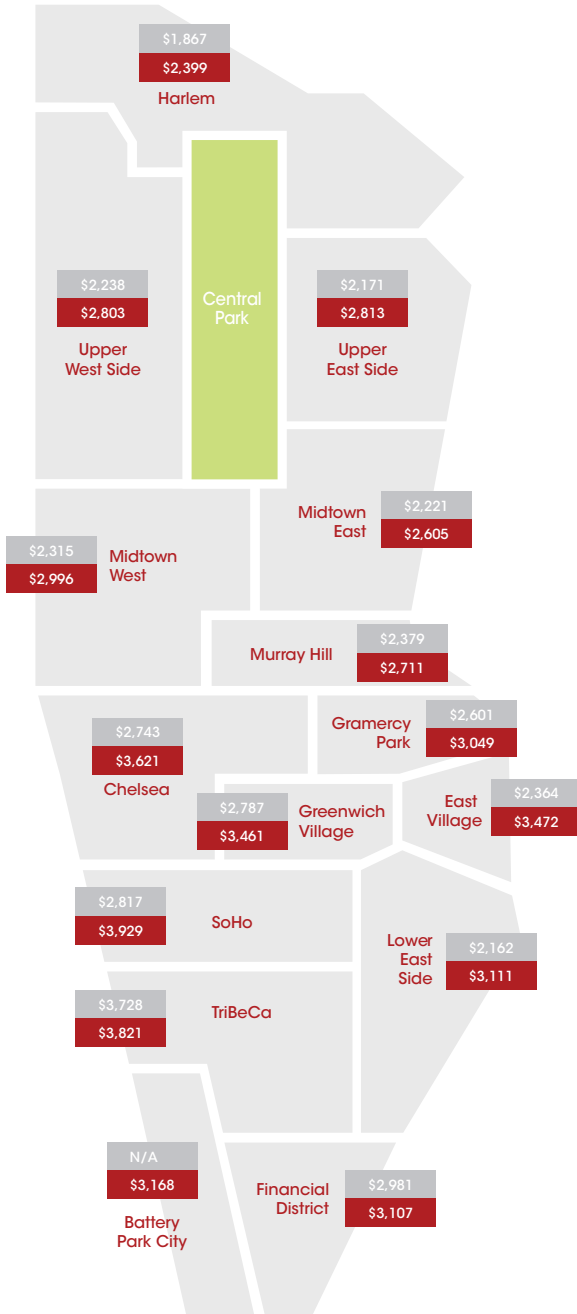 $1,867
$2,399
Harlem
$2,238
$2,803
Upper
West Side
Central
Park
$2,171
$2,813
Upper
East Side
Midtown
East
$2,221
$2,605
$2,315
$2,996
Midtown
West
Murray Hill
$2,379
$2,711
$2,743
$3,621
Chelsea
Gramercy
Park
$2,601
$3,049
$2,787
$3,461
Greenwich
Village
East
Village
$2,364
$3,472
$2,817
$3,929
SoHo
Lower
East
Side
$2,162
$3,111
$3,728
$3,821
TriBeCa
N/A
$3,168
Battery
Park City
Financial
District
$2,981
$3,107